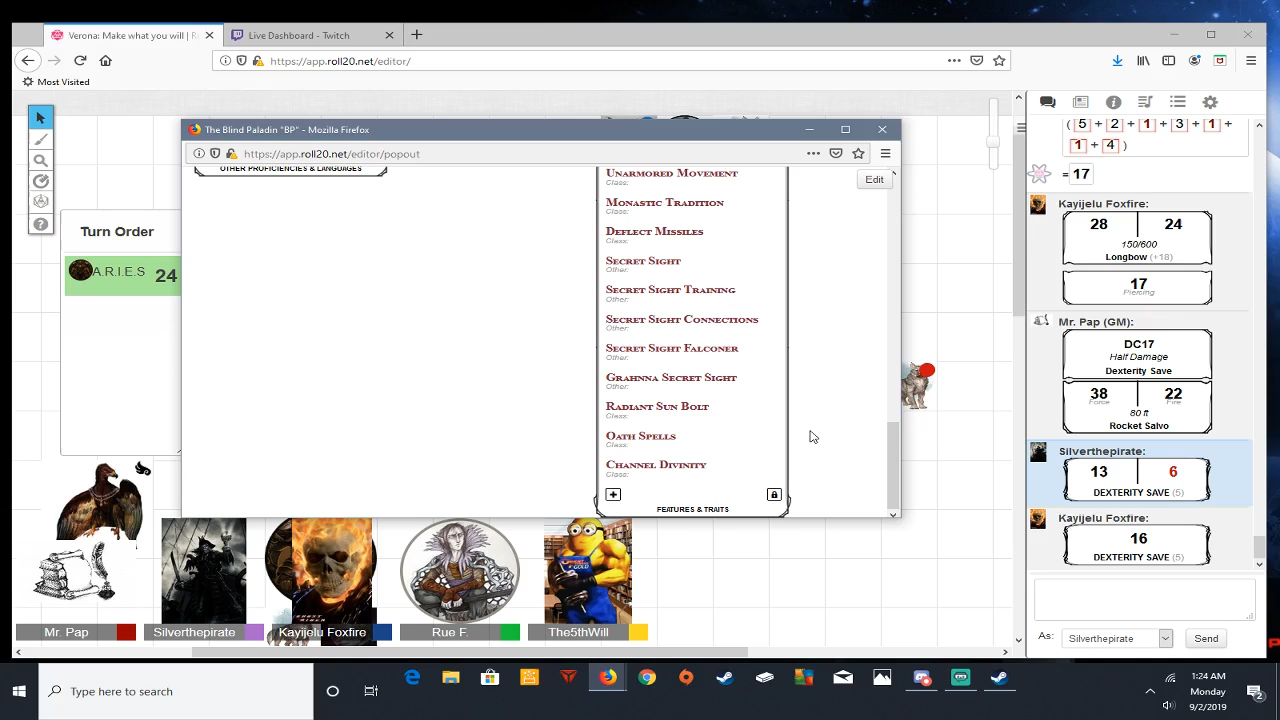 Verona: Make what you will | R
Live Dashboard - Twitch
https://app.roll20.net/editor/
Most Visited
The Blind Paladin "BP" - Mozilla Firefox
https://app.roll20.net/editor/popout
OTHER PROFICIENCIES & LANGUAGES
Edit
UNARMORED MOVEMENT
Class:
MONASTIC TRADITION
Class:
DEFLECT MISSILES
Class:
SECRET SIGHT
Other:
SECRET SIGHT TRAINING
Other:
SECRET SIGHT CONNECTIONS
Other:
SECRET SIGHT FALCONER
Other:
GRAHNNA SECRET SIGHT
Other:
RADIANT SUN BOLT
Class:
OATH SPELLS
Class:
CHANNEL DIVINITY
Class:
FEATURES & TRAITS
Turn Order
A.R.I.E.S 24
( 5 + 2 + 1 + 3 + 1 +
1 + 4 )
= 17
Kayijelu Foxfire:
28 24
150/600
Longbow (+18)
17
Piercing
Mr. Pap (GM):
DC17
Half Damage
Dexterity Save
38 22
Force Fire
80 ft
Rocket Salvo
Silverthepirate:
13 6
DEXTERITY SAVE (5)
Kayijelu Foxfire:
16
DEXTERITY SAVE (5)
As: Silverthepirate Send
Mr. Pap
Silverthepirate
Kayijelu Foxfire
Rue F.
The5thWill
Type here to search
1:24 AM
Monday
9/2/2019
2